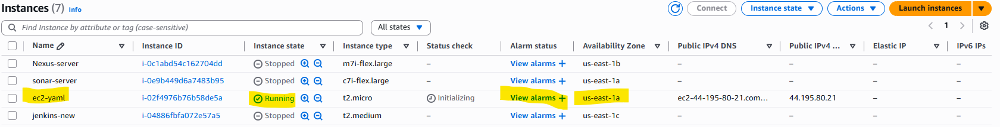 Instances (7) Info Connect Instance state Actions Launch instances
Find Instance by attribute or tag (case-sensitive) All states 1
Name Instance ID Instance state Instance type Status check Alarm status Availability Zone Public IPv4 DNS Public IPv4 ... Elastic IP IPv6 IPs
Nexus-server i-0c1abd54c162704dd Stopped m7i-flex.large – View alarms + us-east-1b – – – –
sonar-server i-0e9b449d6a7483b95 Stopped c7i-flex.large – View alarms + us-east-1a – – – –
ec2-yaml i-02f4976b76b58de5a Running t2.micro Initializing View alarms + us-east-1a ec2-44-195-80-21.com... 44.195.80.21 – –
jenkins-new i-04886fbfa072e57a5 Stopped t2.medium – View alarms + us-east-1c – – – –